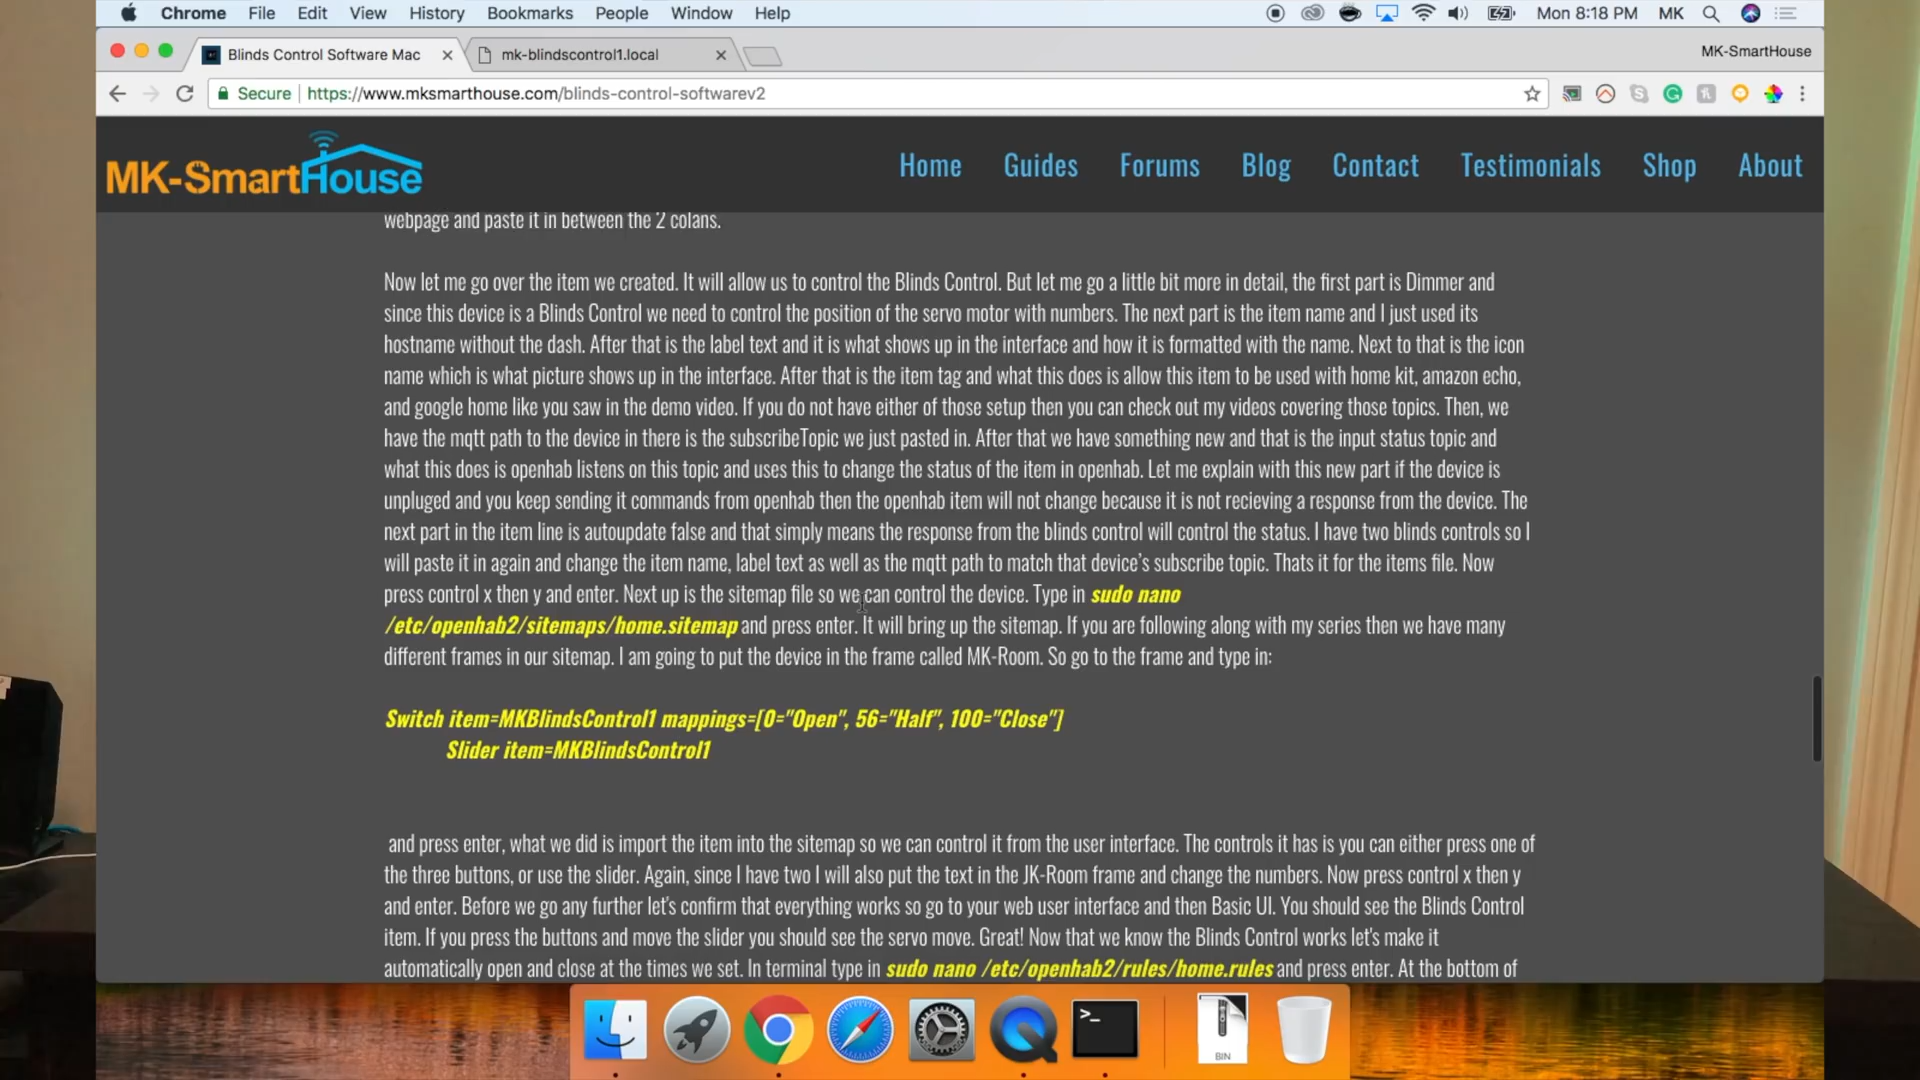 Chrome File Edit View History Bookmarks People Window Help Mon 8:18 PM MK
Blinds Control Software Mac
mk-blindscontrol1.local
MK-SmartHouse
Secure https://www.mksmarthouse.com/blinds-control-softwarev2
MK-SmartHouse
Home Guides Forums Blog Contact Testimonials Shop About
webpage and paste it in between the 2 colans.
Now let me go over the item we created. It will allow us to control the Blinds Control. But let me go a little bit more in detail, the first part is Dimmer and
since this device is a Blinds Control we need to control the position of the servo motor with numbers. The next part is the item name and I just used its
hostname without the dash. After that is the label text and it is what shows up in the interface and how it is formatted with the name. Next to that is the icon
name which is what picture shows up in the interface. After that is the item tag and what this does is allow this item to be used with home kit, amazon echo,
and google home like you saw in the demo video. If you do not have either of those setup then you can check out my videos covering those topics. Then, we
have the mqtt path to the device in there is the subscribeTopic we just pasted in. After that we have something new and that is the input status topic and
what this does is openhab listens on this topic and uses this to change the status of the item in openhab. Let me explain with this new part if the device is
unpluged and you keep sending it commands from openhab then the openhab item will not change because it is not recieving a response from the device. The
next part in the item line is autoupdate false and that simply means the response from the blinds control will control the status. I have two blinds controls so I
will paste it in again and change the item name, label text as well as the mqtt path to match that device's subscribe topic. Thats it for the items file. Now
press control x then y and enter. Next up is the sitemap file so we can control the device. Type in sudo nano
/etc/openhab2/sitemaps/home.sitemap and press enter. It will bring up the sitemap. If you are following along with my series then we have many
different frames in our sitemap. I am going to put the device in the frame called MK-Room. So go to the frame and type in:
Switch item=MKBlindsControl1 mappings=[0="Open", 56="Half", 100="Close"]
Slider item=MKBlindsControl1
and press enter, what we did is import the item into the sitemap so we can control it from the user interface. The controls it has is you can either press one of
the three buttons, or use the slider. Again, since I have two I will also put the text in the JK-Room frame and change the numbers. Now press control x then y
and enter. Before we go any further let's confirm that everything works so go to your web user interface and then Basic UI. You should see the Blinds Control
item. If you press the buttons and move the slider you should see the servo move. Great! Now that we know the Blinds Control works let's make it
automatically open and close at the times we set. In terminal type in sudo nano /etc/openhab2/rules/home.rules and press enter. At the bottom of
>_
BIN